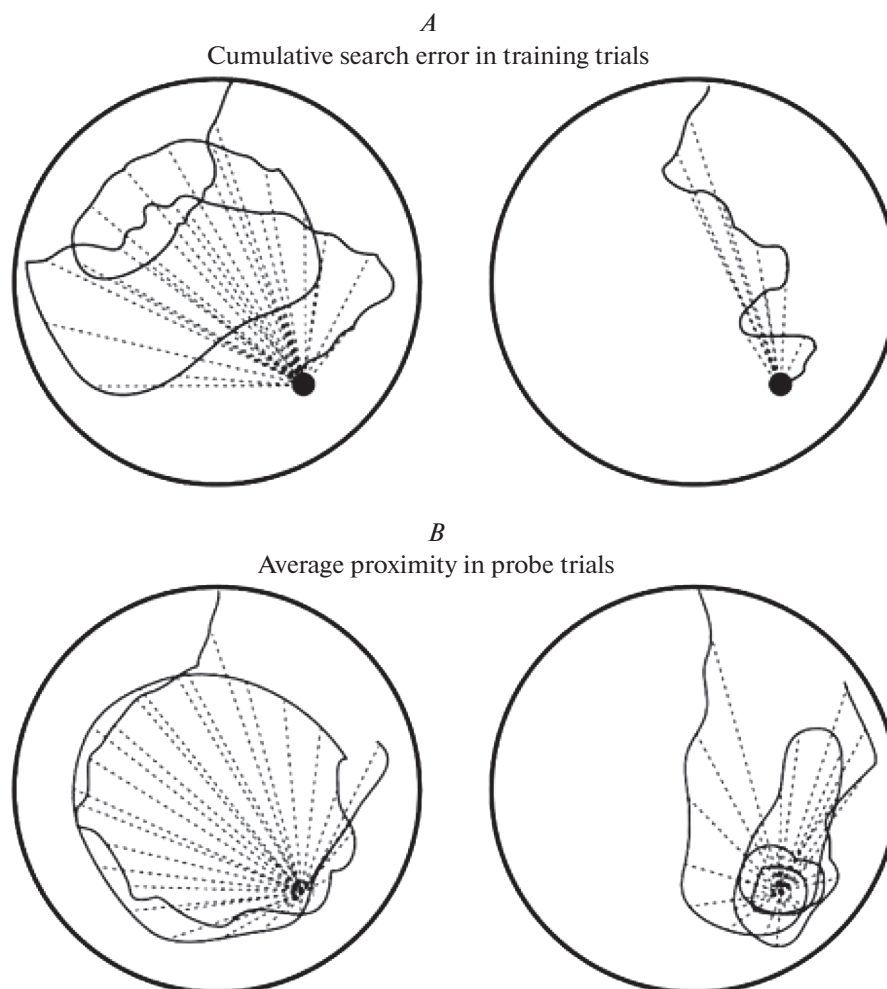 A
Cumulative search error in training trials
B
Average proximity in probe trials